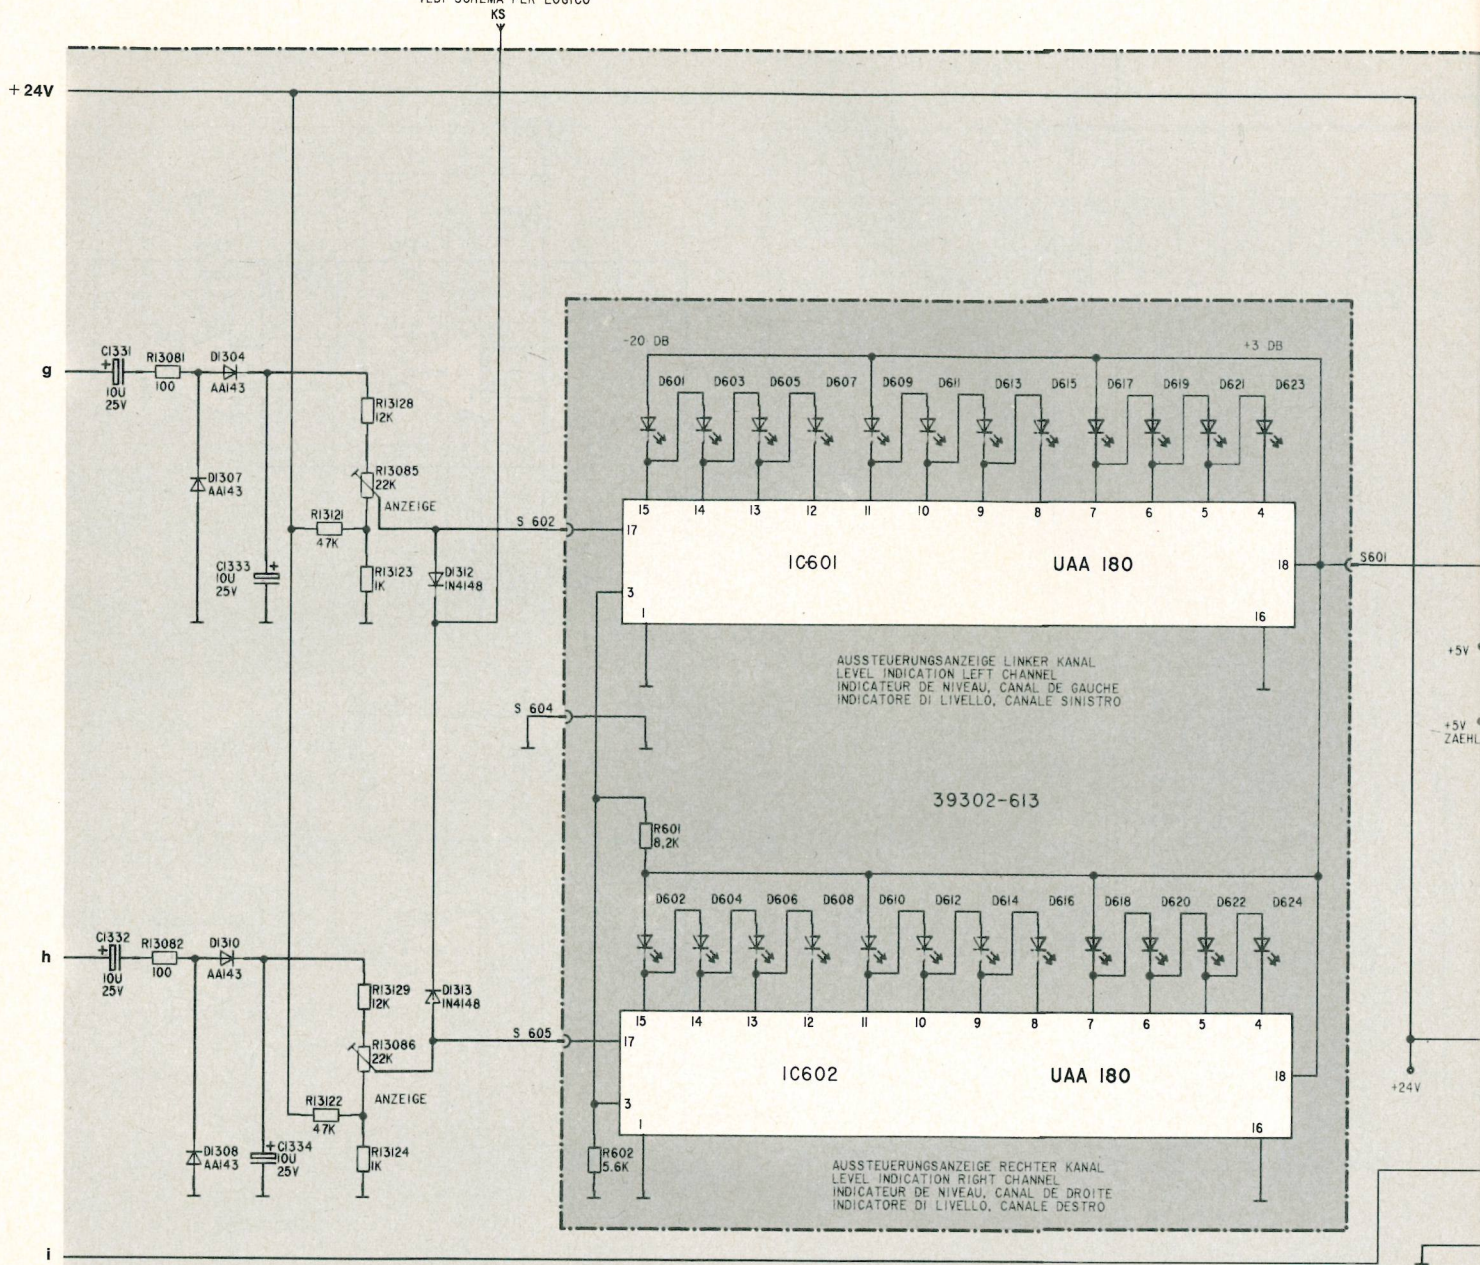 KS
+24V
g
C1331
+
10U
25V
R13081
100
D1304
AA143
D1307
AA143
C1333
+
10U
25V
R13128
12K
R13085
22K
ANZEIGE
R13121
47K
R13123
1K
D1312
1N4148
S 602
-20 DB
+3 DB
D601 D603 D605 D607 D609 D611 D613 D615 D617 D619 D621 D623
15 14 13 12 11 10 9 8 7 6 5 4
17
IC601
UAA 180
18
S601
3
1
16
AUSSTEUERUNGSANZEIGE LINKER KANAL
LEVEL INDICATION LEFT CHANNEL
INDICATEUR DE NIVEAU, CANAL DE GAUCHE
INDICATORE DI LIVELLO, CANALE SINISTRO
+5V
+5V
ZAEHL
S 604
39302-613
R601
8,2K
D602 D604 D606 D608 D610 D612 D614 D616 D618 D620 D622 D624
h
C1332
+
10U
25V
R13082
100
D1310
AA143
R13129
12K
D1313
1N4148
S 605
15 14 13 12 11 10 9 8 7 6 5 4
17
IC602
UAA 180
18
3
1
16
R13086
22K
ANZEIGE
R13122
47K
+24V
D1308
AA143
+
C1334
10U
25V
R13124
1K
R602
5.6K
AUSSTEUERUNGSANZEIGE RECHTER KANAL
LEVEL INDICATION RIGHT CHANNEL
INDICATEUR DE NIVEAU, CANAL DE DROITE
INDICATORE DI LIVELLO, CANALE DESTRO
i